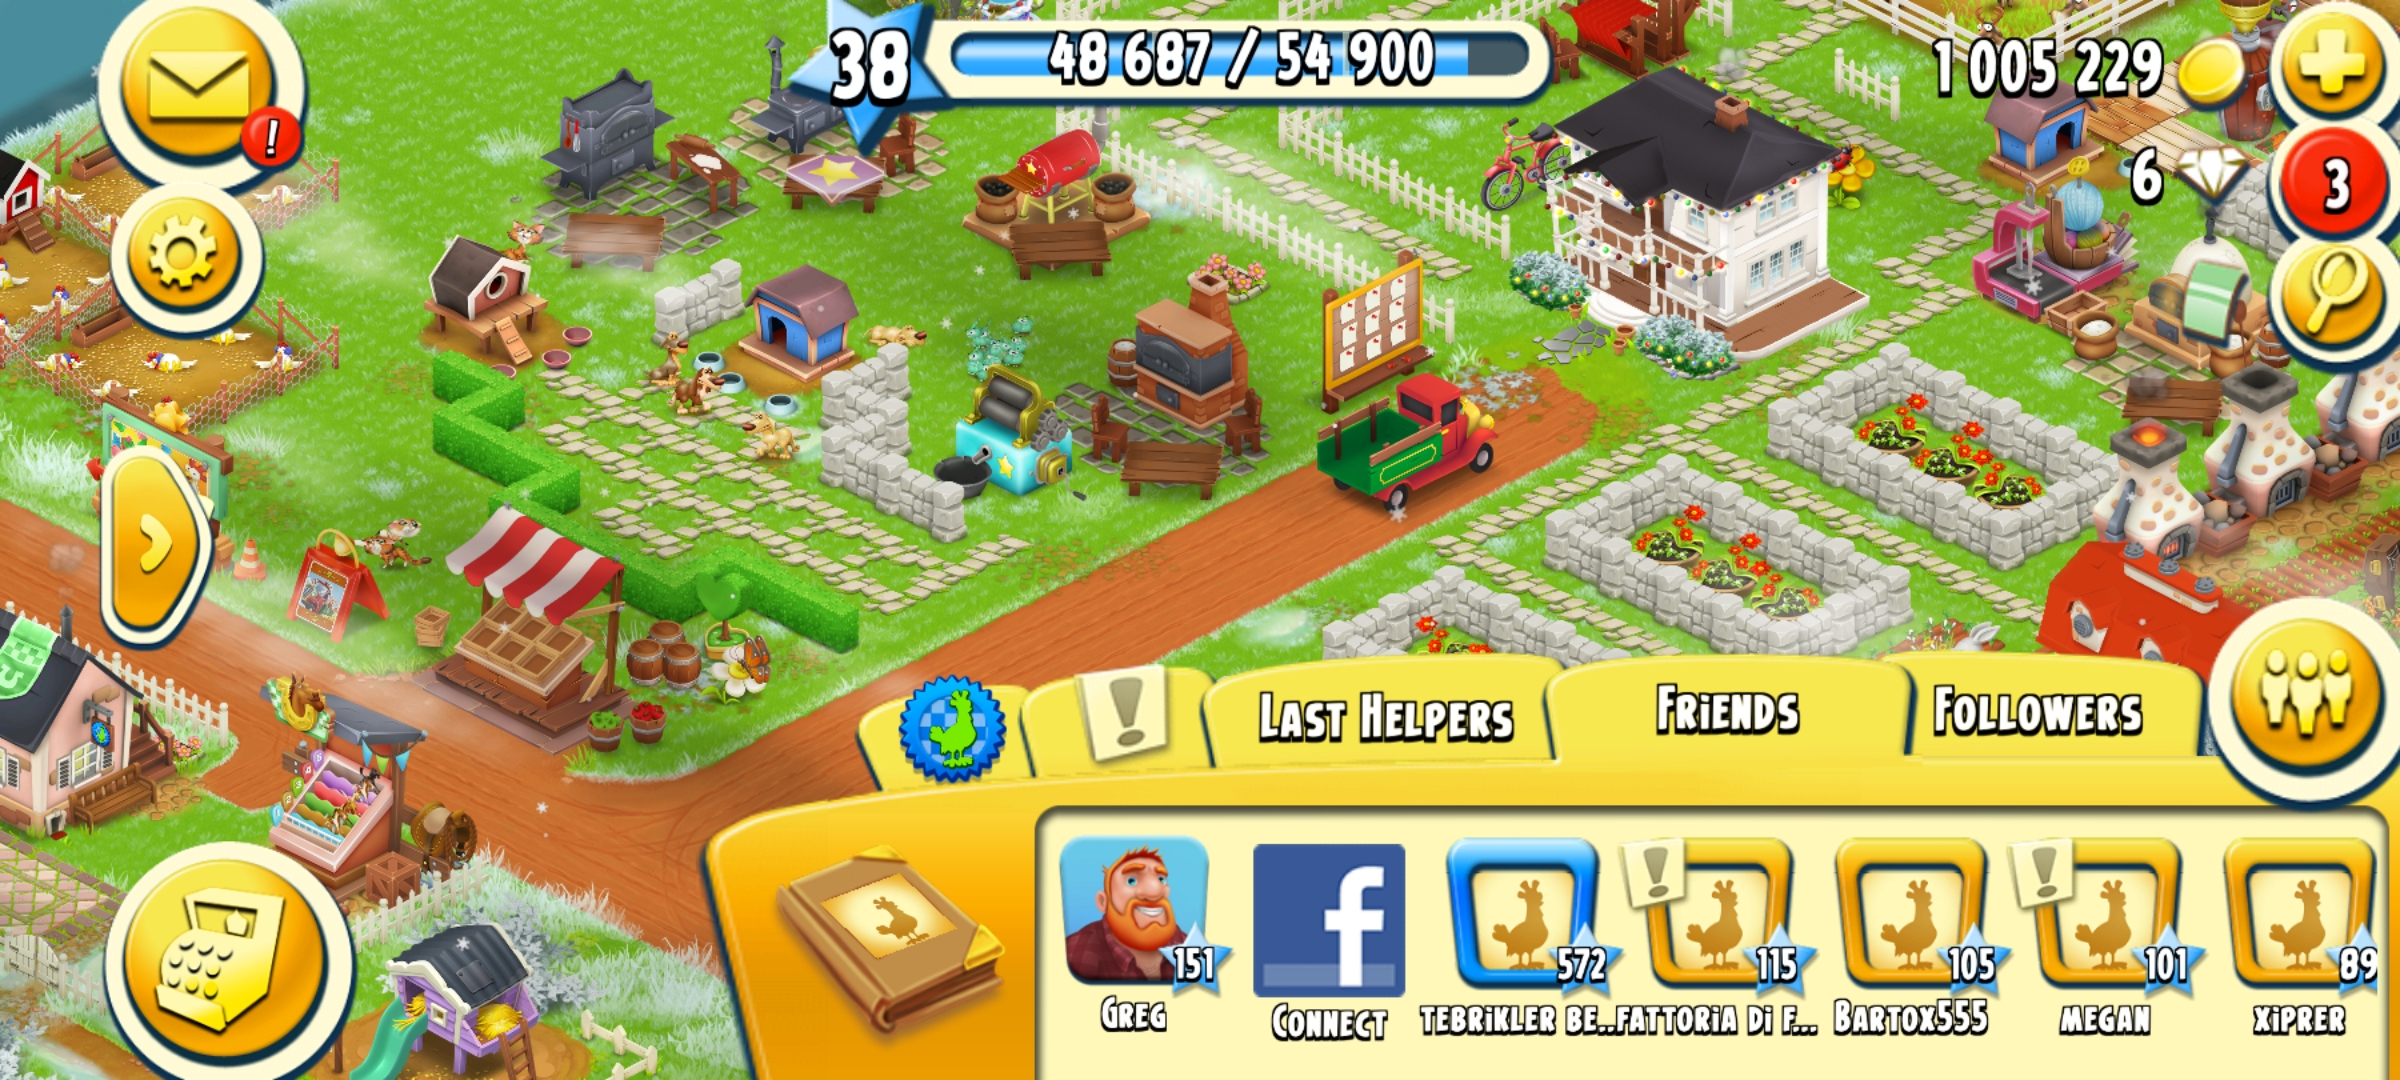 38
48 687 / 54 900
1 005 229
6
3
!
!
LAST HELPERS
FRIENDS
FOLLOWERS
f
!
!
151
572
115
105
101
89
GREG
CONNECT
TEBRIKLER BE...
FATTORIA DI F...
BARTOX555
MEGAN
XIPRER